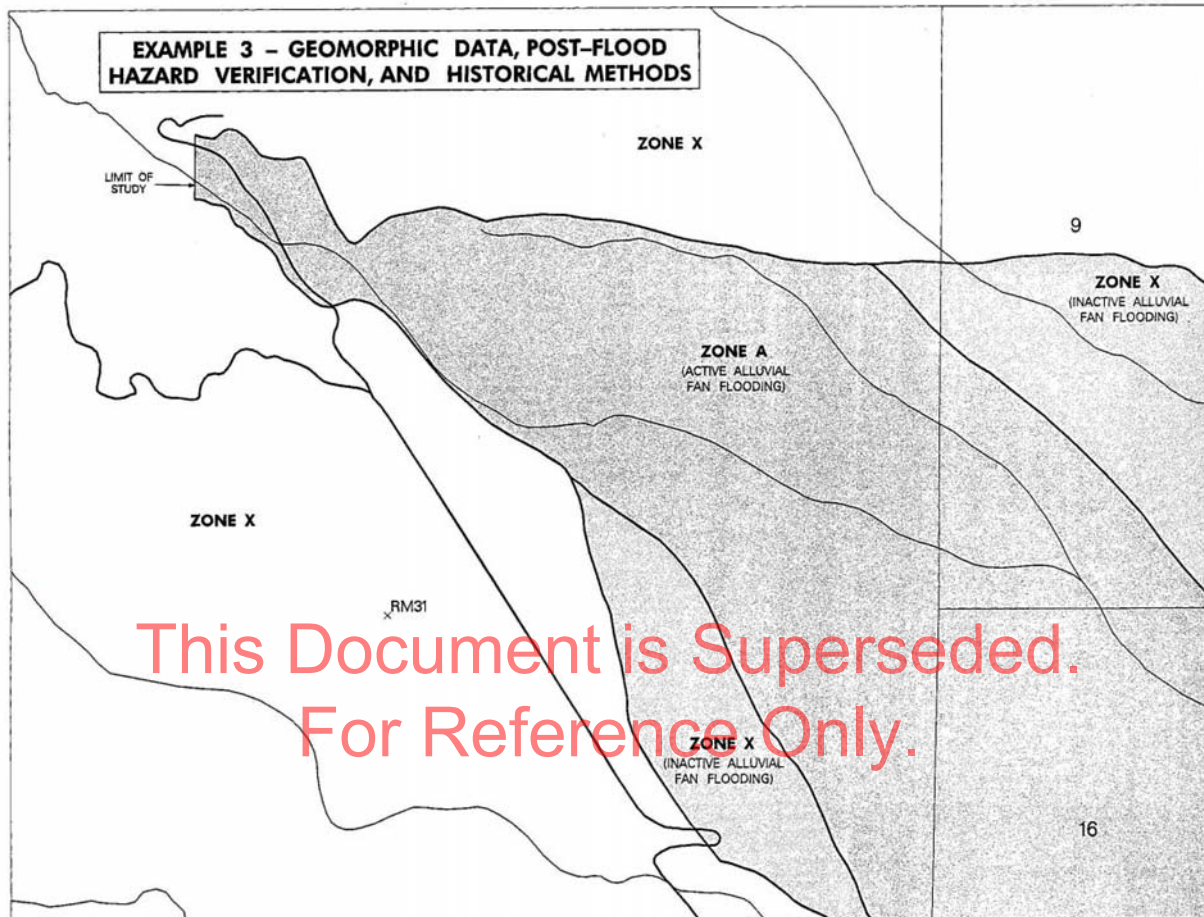 EXAMPLE 3 – GEOMORPHIC DATA, POST–FLOOD
HAZARD VERIFICATION, AND HISTORICAL METHODS
ZONE X
LIMIT OF
STUDY
9
ZONE X
(INACTIVE ALLUVIAL
FAN FLOODING)
ZONE A
(ACTIVE ALLUVIAL
FAN FLOODING)
ZONE X
RM31
This Document is Superseded.
For Reference Only.
ZONE X
(INACTIVE ALLUVIAL
FAN FLOODING)
16